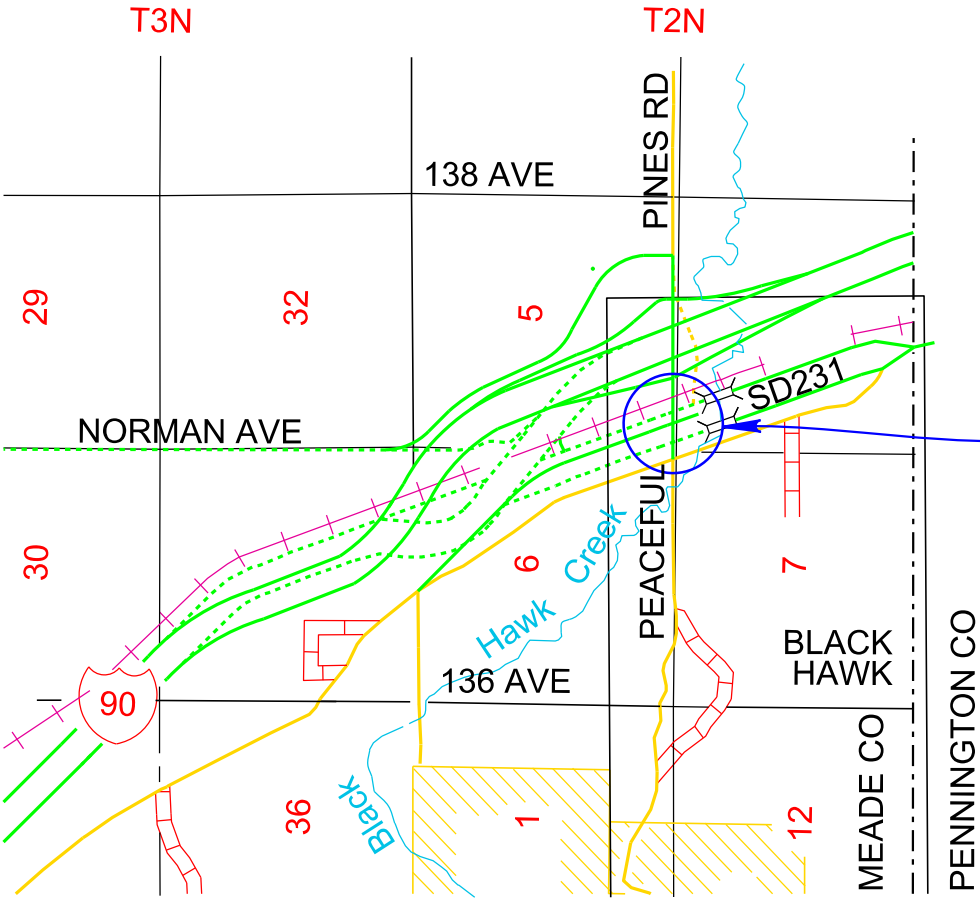 T3N
T2N
PINES RD
138 AVE
29
32
5
SD231
NORMAN AVE
PEACEFUL
30
6
7
Black Hawk Creek
BLACK
HAWK
136 AVE
90
36
1
12
MEADE CO
PENNINGTON CO